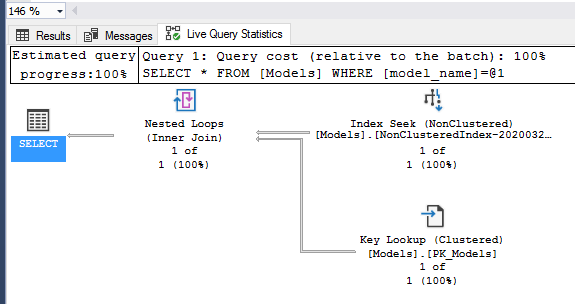 146 %
Results Messages Live Query Statistics
Estimated query progress:100%
Query 1: Query cost (relative to the batch): 100%
SELECT * FROM [Models] WHERE [model_name]=@1
SELECT
Nested Loops
(Inner Join)
1 of
1 (100%)
Index Seek (NonClustered)
[Models].[NonClusteredIndex-2020032…
1 of
1 (100%)
Key Lookup (Clustered)
[Models].[PK_Models]
1 of
1 (100%)